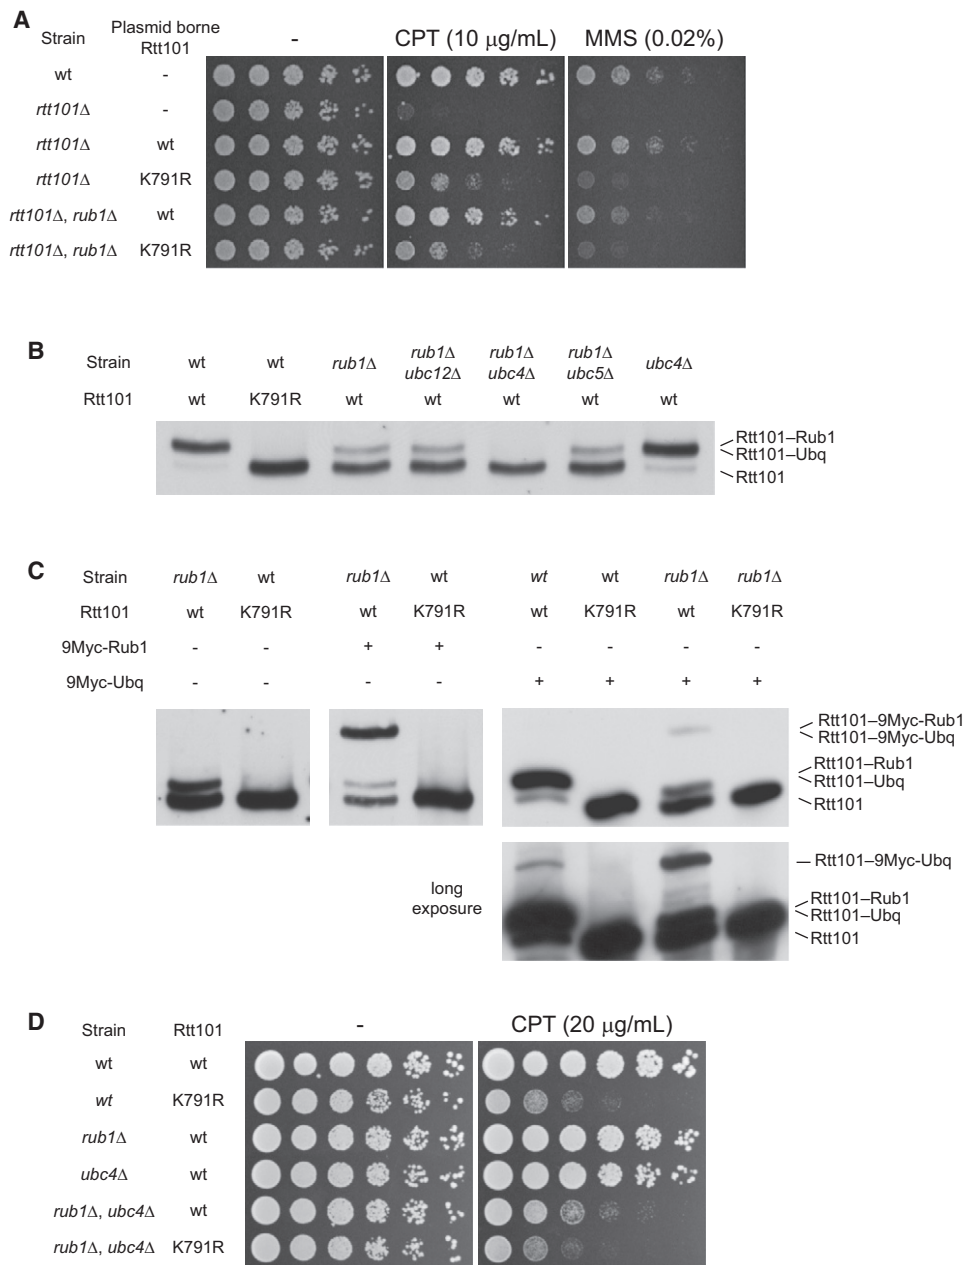 A
Strain Plasmid borne Rtt101 - CPT (10 μg/mL) MMS (0.02%)
wt -
rtt101Δ -
rtt101Δ wt
rtt101Δ K791R
rtt101Δ, rub1Δ wt
rtt101Δ, rub1Δ K791R
B
Strain wt wt rub1Δ rub1Δ ubc12Δ rub1Δ ubc4Δ rub1Δ ubc5Δ ubc4Δ
Rtt101 wt K791R wt wt wt wt wt
Rtt101–Rub1
Rtt101–Ubq
Rtt101
C
Strain rub1Δ wt rub1Δ wt wt wt rub1Δ rub1Δ
Rtt101 wt K791R wt K791R wt K791R wt K791R
9Myc-Rub1 - - + + - - - -
9Myc-Ubq - - - - + + + +
Rtt101–9Myc-Rub1
Rtt101–9Myc-Ubq
Rtt101–Rub1
Rtt101–Ubq
Rtt101
long exposure
Rtt101–9Myc-Ubq
Rtt101–Rub1
Rtt101–Ubq
Rtt101
D
Strain Rtt101 - CPT (20 μg/mL)
wt wt
wt K791R
rub1Δ wt
ubc4Δ wt
rub1Δ, ubc4Δ wt
rub1Δ, ubc4Δ K791R